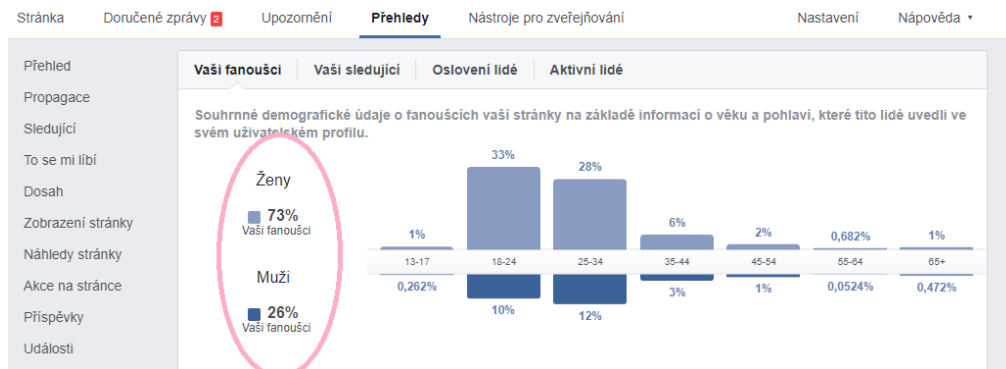 Stránka Doručené zprávy 2 Upozornění Přehledy Nástroje pro zveřejňování Nastavení Nápověda
Přehled
Propagace
Sledující
To se mi líbí
Dosah
Zobrazení stránky
Náhledy stránky
Akce na stránce
Příspěvky
Události
Vaši fanoušci Vaši sledující Oslovení lidé Aktivní lidé
Souhrnné demografické údaje o fanoušcích vaší stránky na základě informací o věku a pohlaví, které tito lidé uvedli ve
svém uživatelském profilu.
Ženy
73%
Vaši fanoušci
Muži
26%
Vaši fanoušci
1% 33% 28% 6% 2% 0,682% 1%
13-17 18-24 25-34 35-44 45-54 55-64 65+
0,262% 10% 12% 3% 1% 0,0524% 0,472%